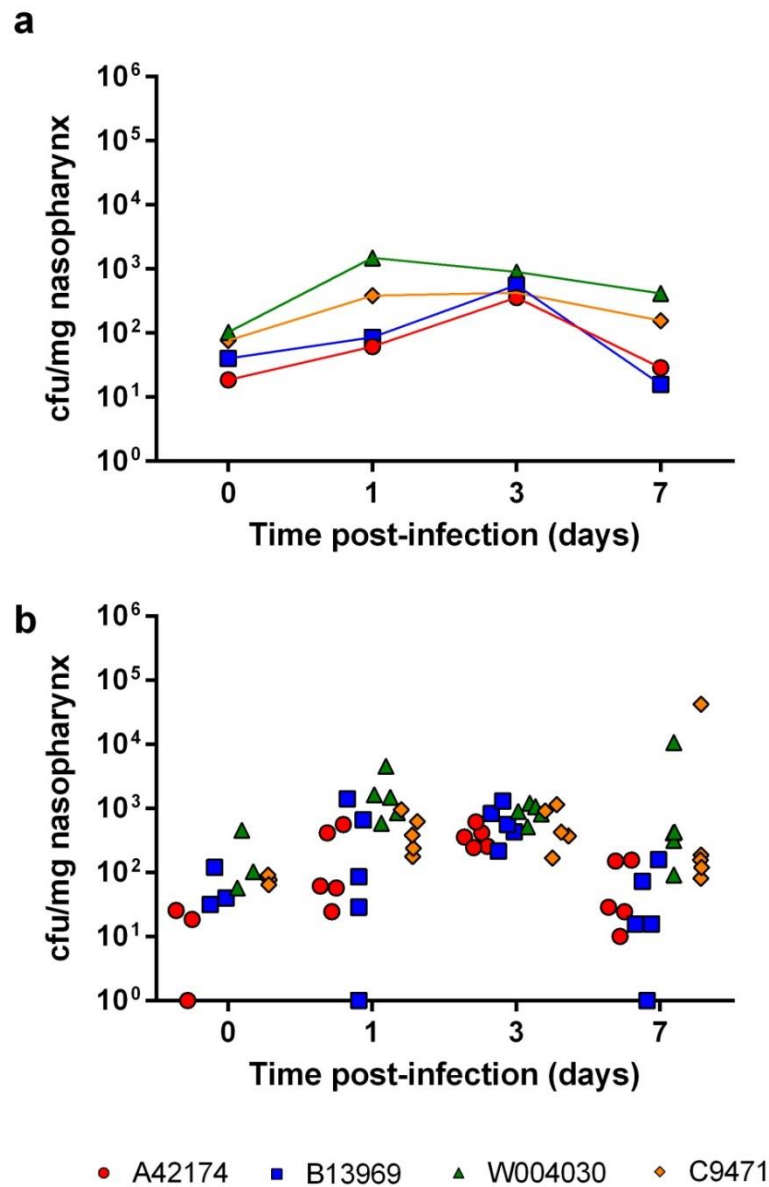 a
cfu/mg nasopharynx
10⁶
10⁵
10⁴
10³
10²
10¹
10⁰
0 1 3 7
Time post-infection (days)
b
cfu/mg nasopharynx
10⁶
10⁵
10⁴
10³
10²
10¹
10⁰
0 1 3 7
Time post-infection (days)
A42174 B13969 W004030 C9471